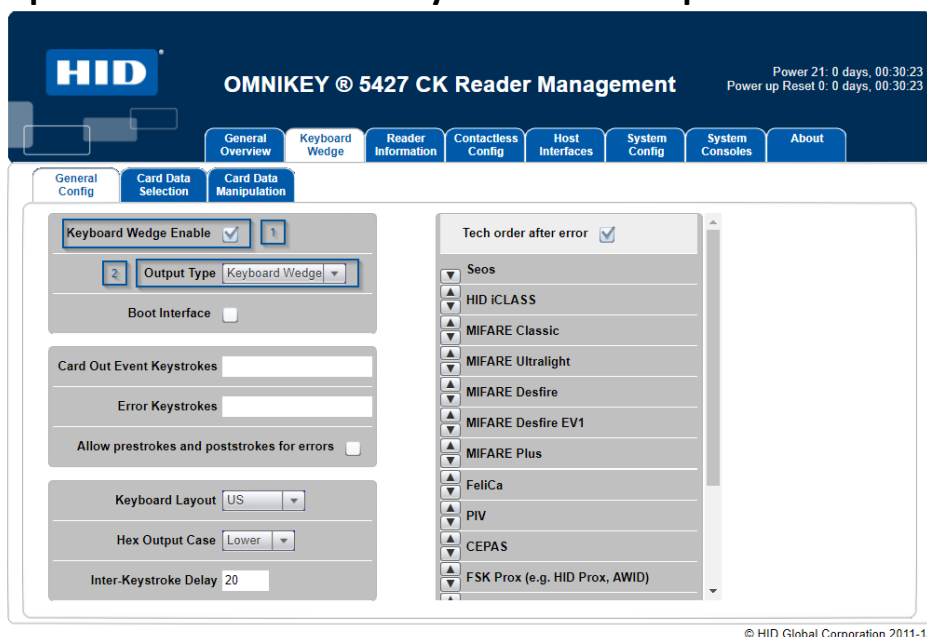 HID
OMNIKEY ® 5427 CK Reader Management
Power 21: 0 days, 00:30:23
Power up Reset 0: 0 days, 00:30:23
General Overview
Keyboard Wedge
Reader Information
Contactless Config
Host Interfaces
System Config
System Consoles
About
General Config
Card Data Selection
Card Data Manipulation
Keyboard Wedge Enable 1
2 Output Type Keyboard Wedge
Boot Interface
Card Out Event Keystrokes
Error Keystrokes
Allow prestrokes and poststrokes for errors
Keyboard Layout US
Hex Output Case Lower
Inter-Keystroke Delay 20
Tech order after error
Seos
HID iCLASS
MIFARE Classic
MIFARE Ultralight
MIFARE Desfire
MIFARE Desfire EV1
MIFARE Plus
FeliCa
PIV
CEPAS
FSK Prox (e.g. HID Prox, AWID)
© HID Global Corporation 2011-1